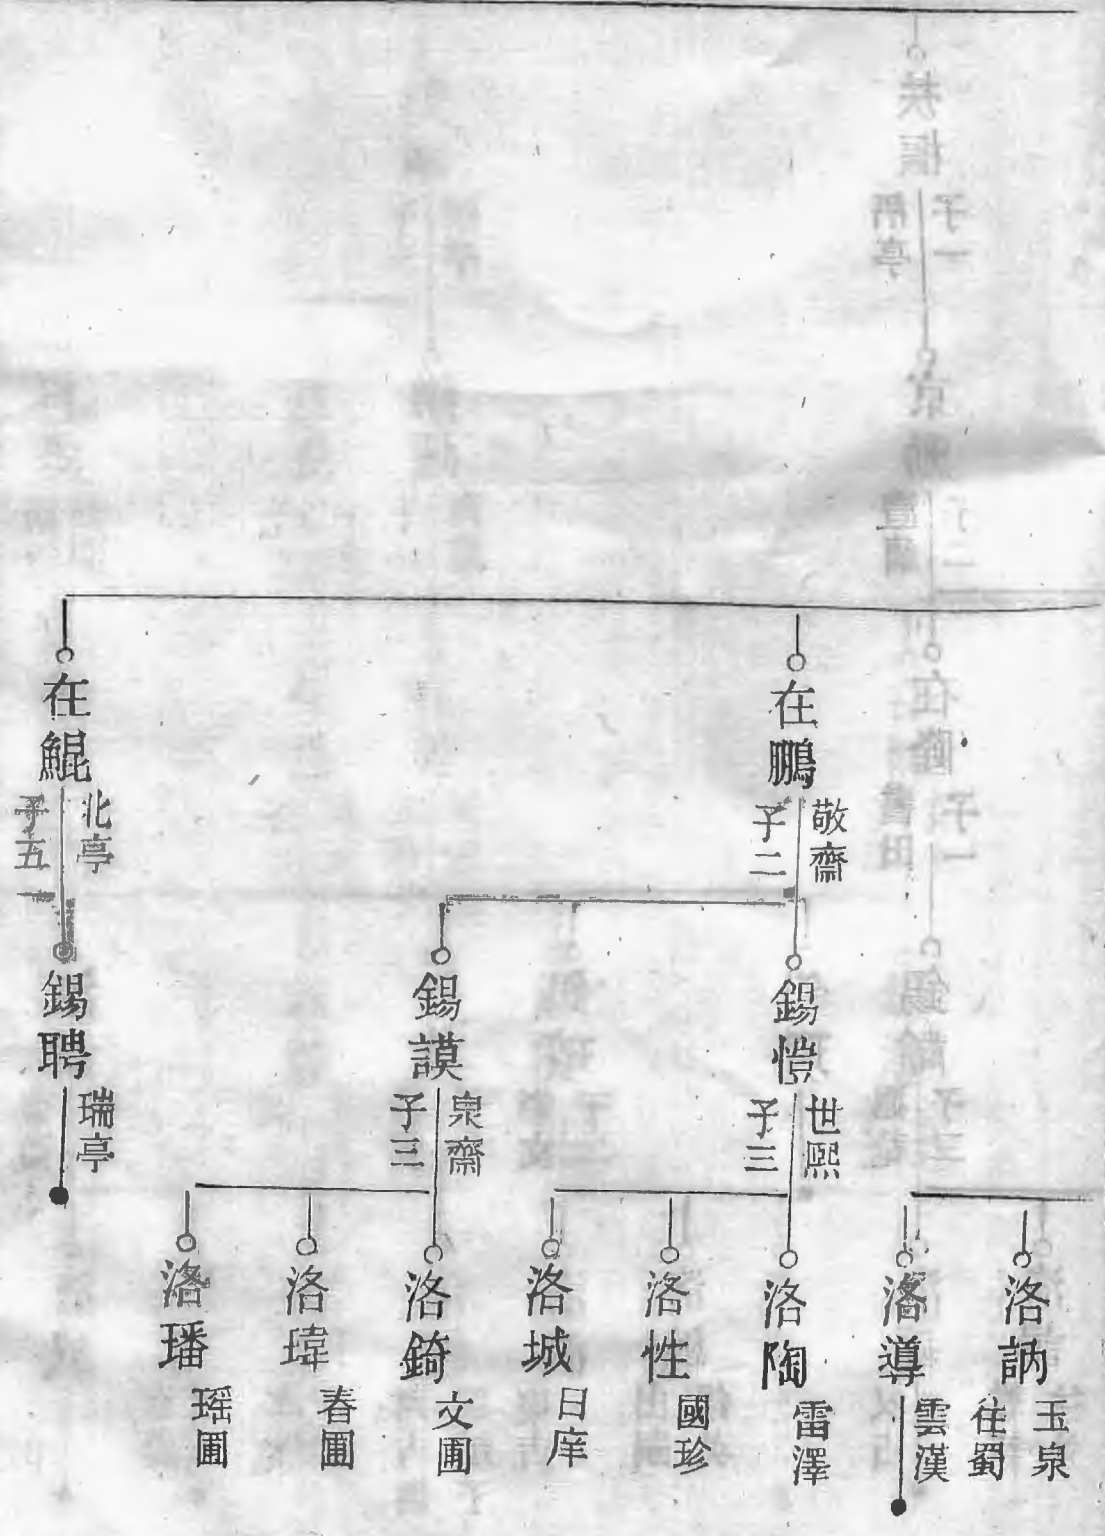 在鵬
敬齋
子二
在鯤
北亭
子五
錫愷
世熙
子三
錫謨
泉齋
子三
錫聘
瑞亭
洛訥
玉泉
往蜀
洛導
雲漢
洛陶
雷澤
洛性
國珍
洛城
日庠
洛錡
文圃
洛瑋
春圃
洛璠
瑶圃